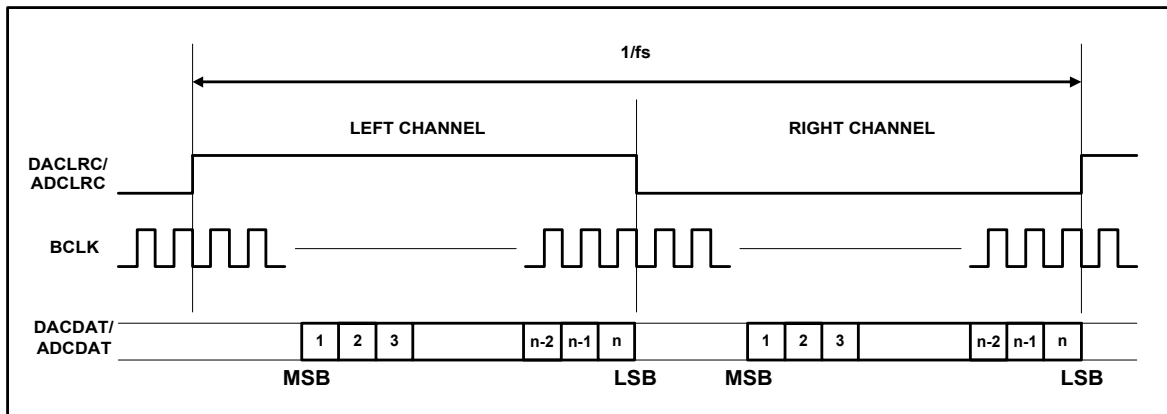 1/fs
LEFT CHANNEL RIGHT CHANNEL
DACLRC/
ADCLRC
BCLK
DACDAT/
ADCDAT
1 2 3 n-2 n-1 n 1 2 3 n-2 n-1 n
MSB LSB MSB LSB